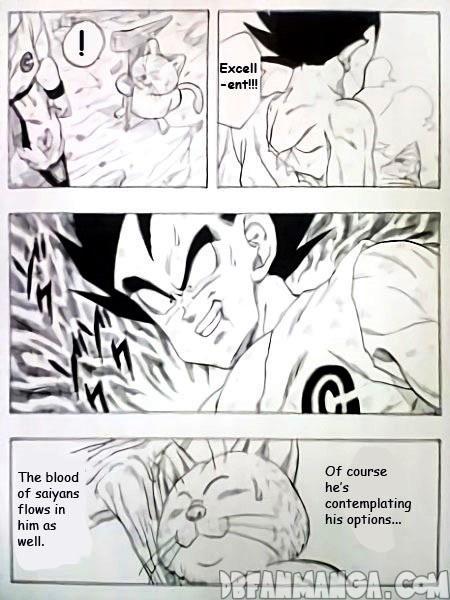 Excell
-ent!!!
!
Of course
he's
contemplating
his options...
The blood
of saiyans
flows in
him as
well.
DBFANMANGA.COM